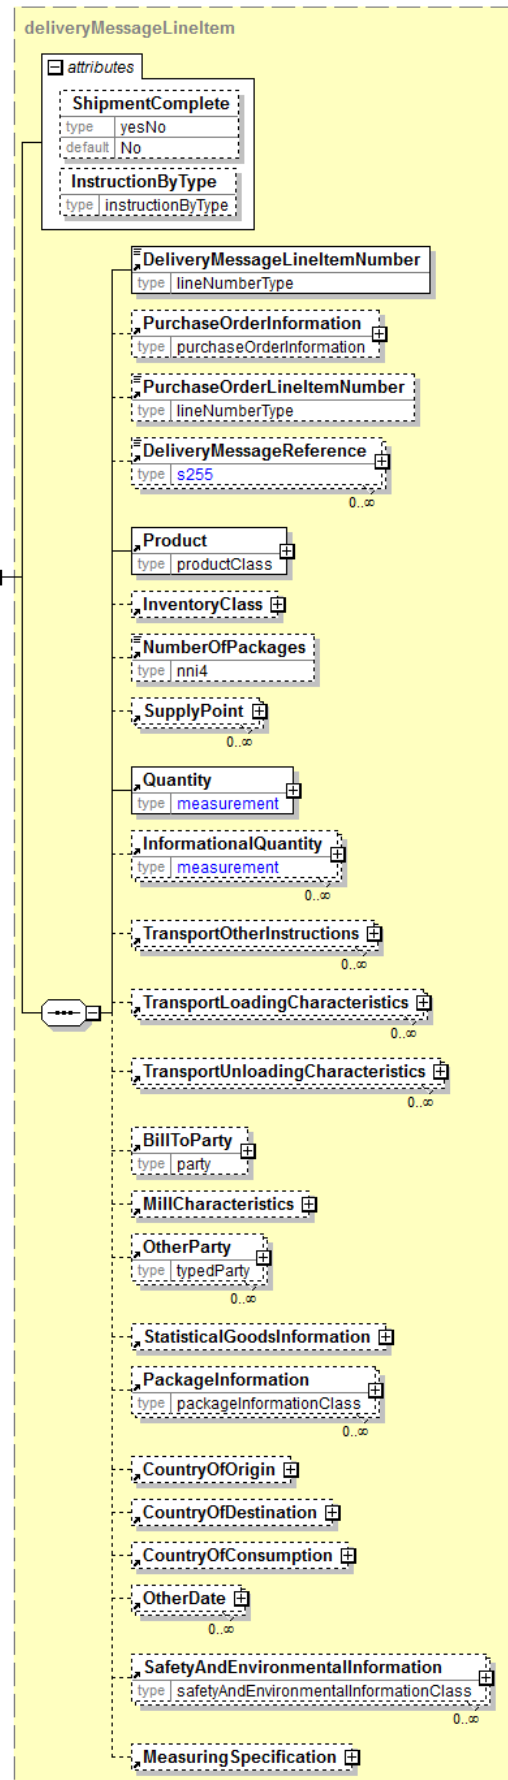 deliveryMessageLineItem
attributes
ShipmentComplete
type yesNo
default No
InstructionByType
type instructionByType
DeliveryMessageLineItemNumber
type lineNumberType
PurchaseOrderInformation
type purchaseOrderInformation
PurchaseOrderLineItemNumber
type lineNumberType
DeliveryMessageReference
type s255
0..∞
Product
type productClass
InventoryClass
NumberOfPackages
type nni4
SupplyPoint
0..∞
Quantity
type measurement
InformationalQuantity
type measurement
0..∞
TransportOtherInstructions
0..∞
TransportLoadingCharacteristics
0..∞
TransportUnloadingCharacteristics
0..∞
BillToParty
type party
MillCharacteristics
OtherParty
type typedParty
0..∞
StatisticalGoodsInformation
PackageInformation
type packageInformationClass
0..∞
CountryOfOrigin
CountryOfDestination
CountryOfConsumption
OtherDate
0..∞
SafetyAndEnvironmentalInformation
type safetyAndEnvironmentalInformationClass
0..∞
MeasuringSpecification